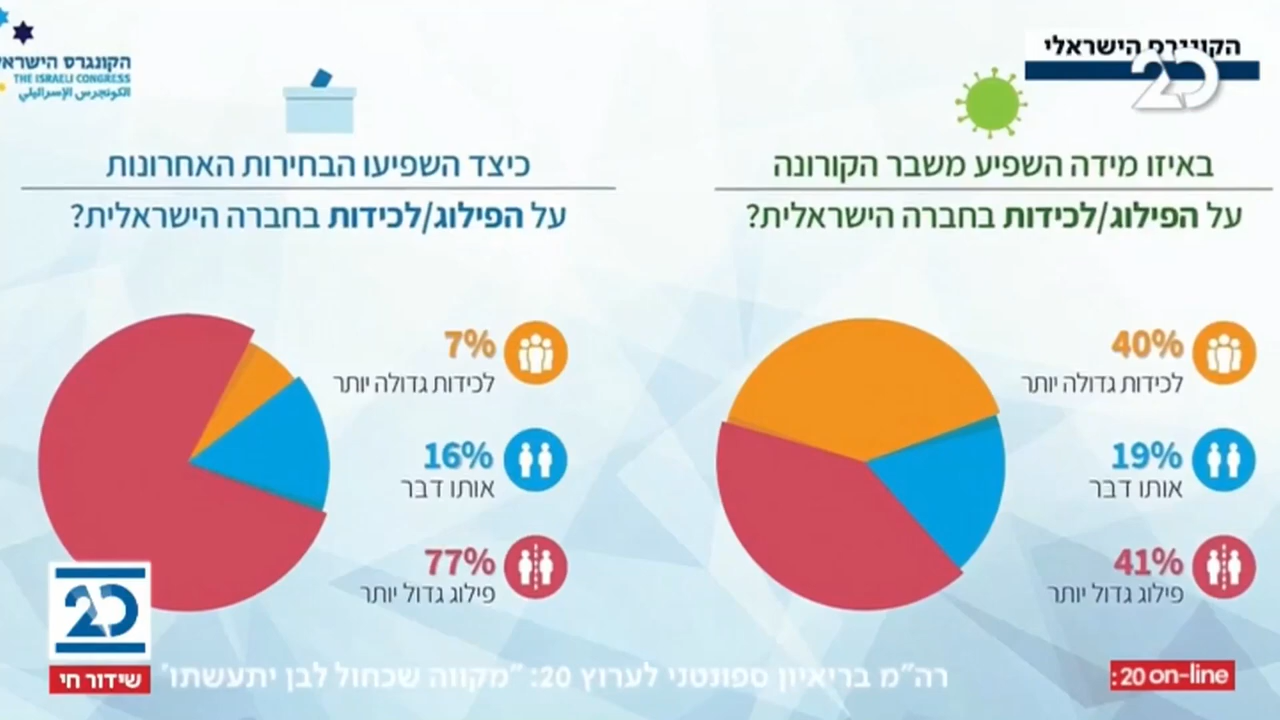 הקונגרס הישראלי
20
באיזו מידה השפיע משבר הקורונה
על הפילוג/לכידות בחברה הישראלית?
40%
לכידות גדולה יותר
19%
אותו דבר
41%
פילוג גדול יותר
הקונגרס הישראלי
THE ISRAELI CONGRESS
الكونجرس الإسرائيلي
כיצד השפיעו הבחירות האחרונות
על הפילוג/לכידות בחברה הישראלית?
7%
לכידות גדולה יותר
16%
אותו דבר
77%
פילוג גדול יותר
20
שידור חי
20 on-line:
רה"מ בריאיון ספונטני לערוץ 20: "מקווה שכחול לבן יתעשתו"